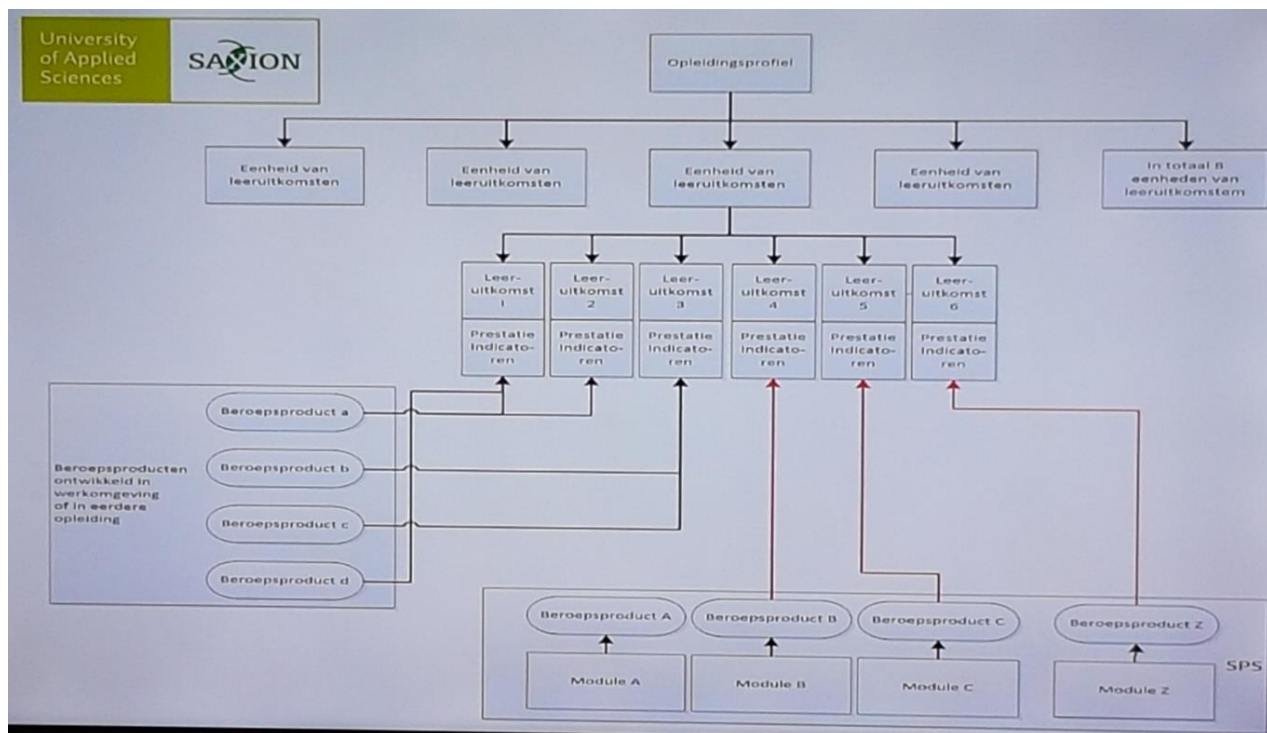 University
of Applied
Sciences
SAXION
Opleidingsprofiel
Eenheid van
leeruitkomsten
Eenheid van
leeruitkomsten
Eenheid van
leeruitkomsten
Eenheid van
leeruitkomsten
In totaal 8
eenheden van
leeruitkomstem
Leer-
uitkomst
1
Leer-
uitkomst
2
Leer-
uitkomst
3
Leer-
uitkomst
4
Leer-
uitkomst
5
Leer-
uitkomst
6
Prestatie
Indicato-
ren
Prestatie
Indicato-
ren
Prestatie
Indicato-
ren
Prestatie
Indicato-
ren
Prestatie
Indicato-
ren
Prestatie
Indicato-
ren
Beroepsproducten
ontwikkeld in
werkomgeving
of in eerdere
opleiding
Beroepsproduct a
Beroepsproduct b
Beroepsproduct c
Beroepsproduct d
Beroepsproduct A
Beroepsproduct B
Beroepsproduct C
Beroepsproduct Z
Module A
Module B
Module C
Module Z
SPS